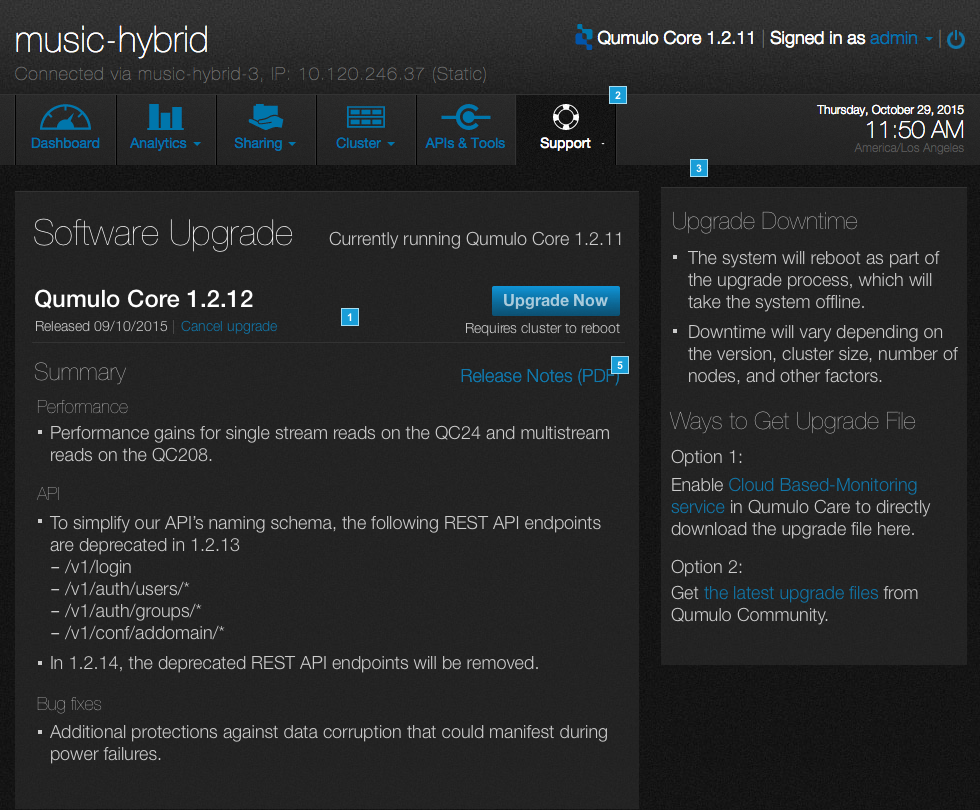 music-hybrid
Qumulo Core 1.2.11 | Signed in as admin
Connected via music-hybrid-3, IP: 10.120.246.37 (Static)
2
Dashboard
Analytics
Sharing
Cluster
APIs & Tools
Support
Thursday, October 29, 2015
11:50 AM
America/Los Angeles
3
Software Upgrade
Currently running Qumulo Core 1.2.11
Qumulo Core 1.2.12
Upgrade Now
Released 09/10/2015 | Cancel upgrade
1
Requires cluster to reboot
Summary
Release Notes (PDF)
5
Performance
▪ Performance gains for single stream reads on the QC24 and multistream
reads on the QC208.
API
▪ To simplify our API’s naming schema, the following REST API endpoints
are deprecated in 1.2.13
– /v1/login
– /v1/auth/users/*
– /v1/auth/groups/*
– /v1/conf/addomain/*
▪ In 1.2.14, the deprecated REST API endpoints will be removed.
Bug fixes
▪ Additional protections against data corruption that could manifest during
power failures.
Upgrade Downtime
▪ The system will reboot as part of
the upgrade process, which will
take the system offline.
▪ Downtime will vary depending on
the version, cluster size, number of
nodes, and other factors.
Ways to Get Upgrade File
Option 1:
Enable Cloud Based-Monitoring
service in Qumulo Care to directly
download the upgrade file here.
Option 2:
Get the latest upgrade files from
Qumulo Community.